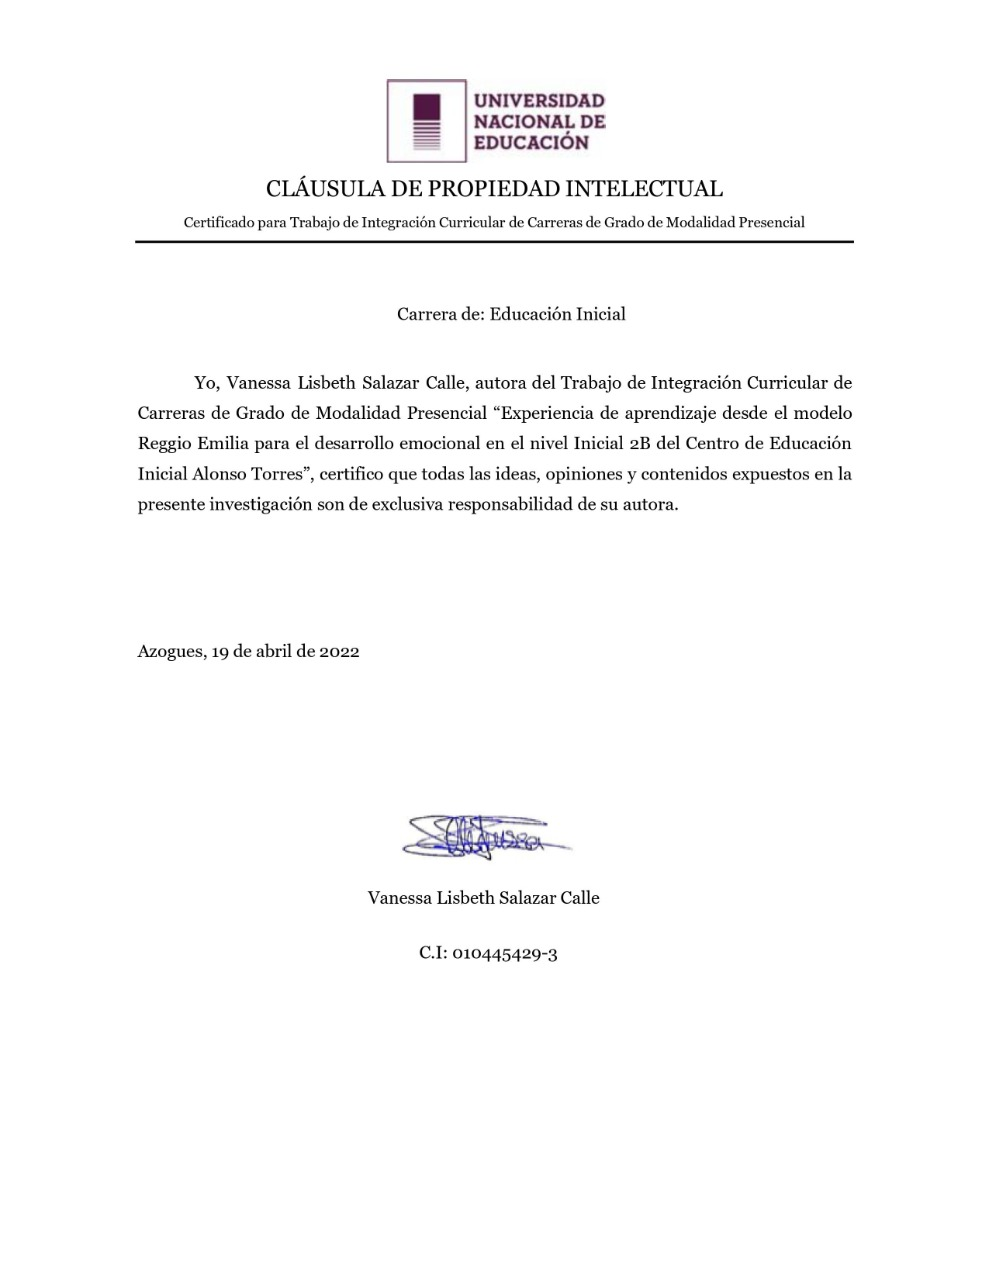 UNIVERSIDAD
NACIONAL DE
EDUCACIÓN
CLÁUSULA DE PROPIEDAD INTELECTUAL
Certificado para Trabajo de Integración Curricular de Carreras de Grado de Modalidad Presencial
Carrera de: Educación Inicial
Yo, Vanessa Lisbeth Salazar Calle, autora del Trabajo de Integración Curricular de
Carreras de Grado de Modalidad Presencial “Experiencia de aprendizaje desde el modelo
Reggio Emilia para el desarrollo emocional en el nivel Inicial 2B del Centro de Educación
Inicial Alonso Torres”, certifico que todas las ideas, opiniones y contenidos expuestos en la
presente investigación son de exclusiva responsabilidad de su autora.
Azogues, 19 de abril de 2022
Vanessa Lisbeth Salazar Calle
C.I: 010445429-3